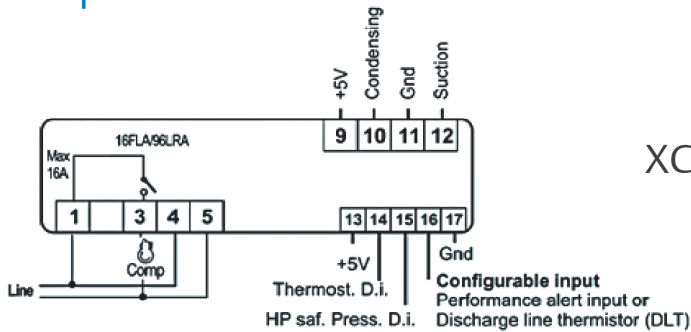 +5V
Condensing
Gnd
Suction
9 10 11 12
16FLA/96LRA
Max
16A
XC
1 3 4 5
13 14 15 16 17
Comp
Line
+5V
Gnd
Thermost. D.i.
Configurable input
Performance alert input or
HP saf. Press. D.i.
Discharge line thermistor (DLT)